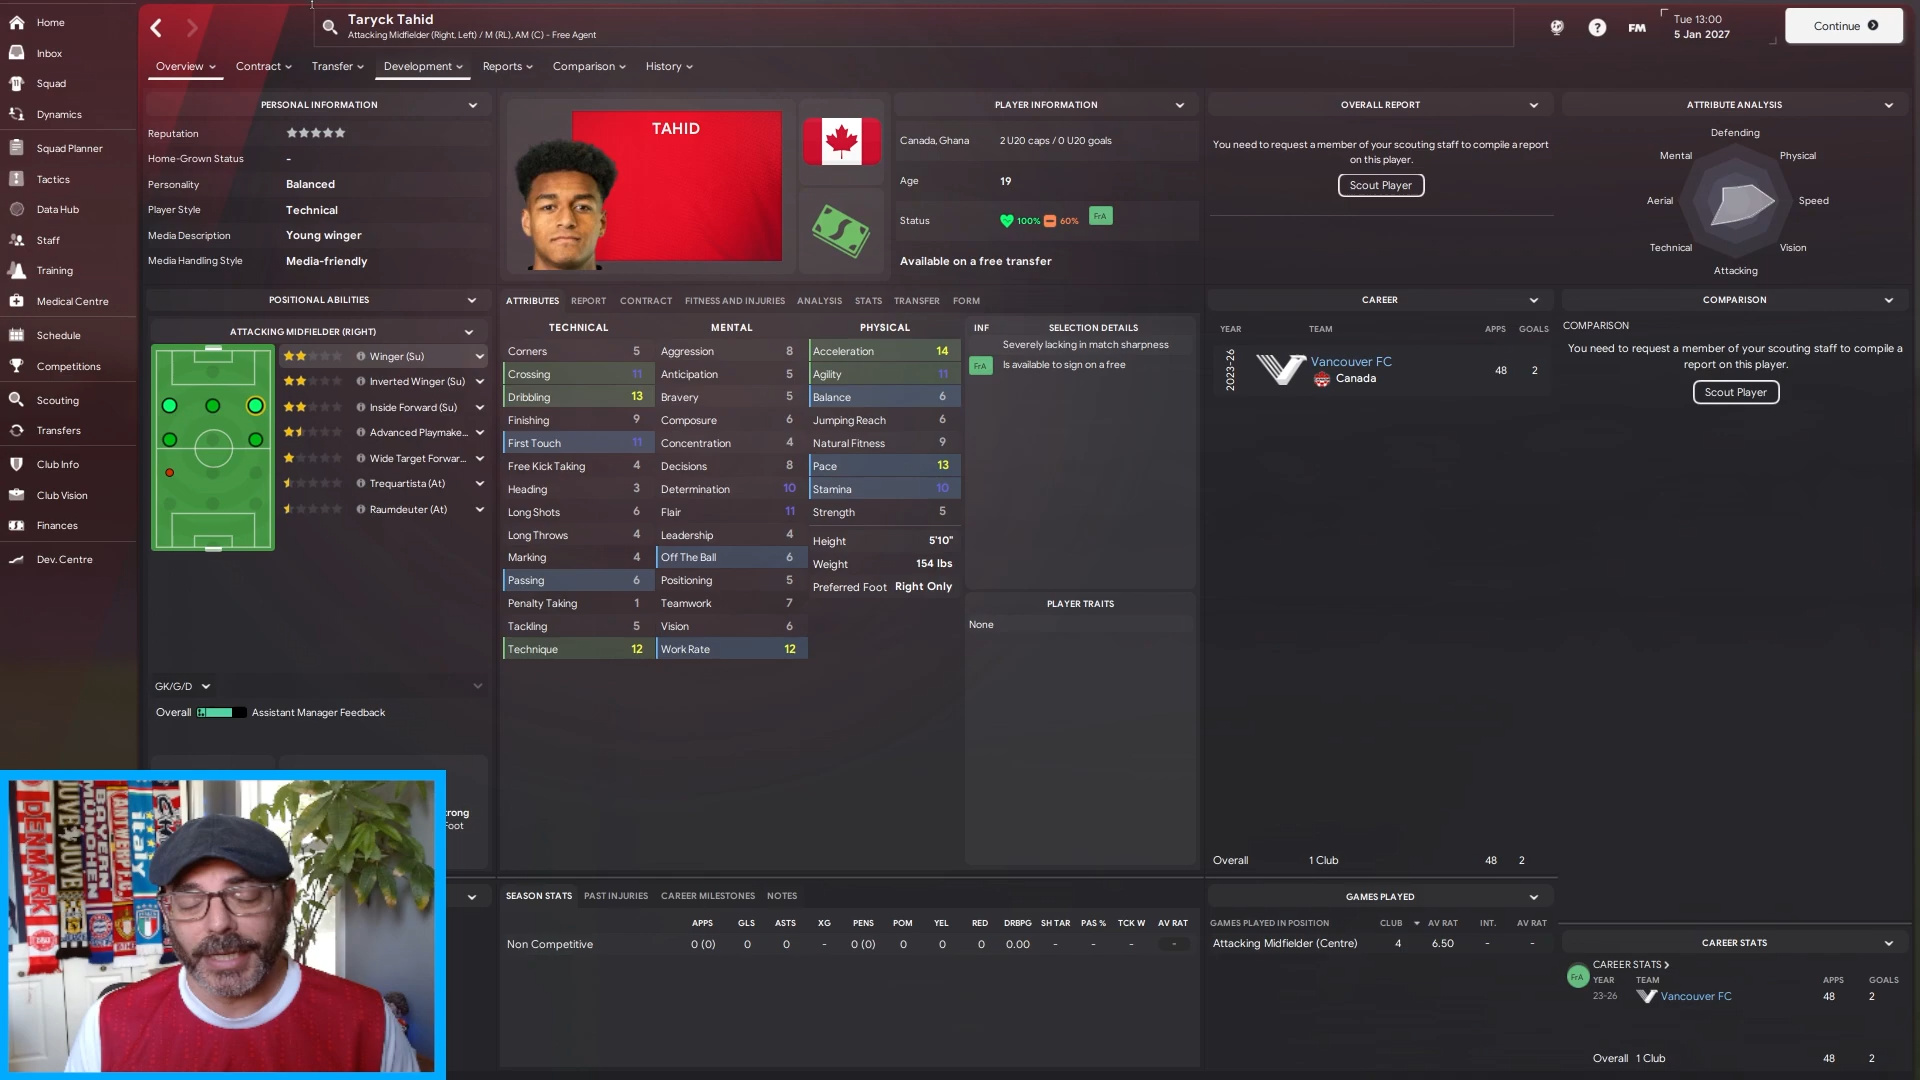 Home
Inbox
Squad
Dynamics
Squad Planner
Tactics
Data Hub
Staff
Training
Medical Centre
Schedule
Competitions
Scouting
Transfers
Club Info
Club Vision
Finances
Dev. Centre
Taryck Tahid
Attacking Midfielder (Right, Left) / M (RL), AM (C) - Free Agent
FM
Tue 13:00
5 Jan 2027
Continue
Overview Contract Transfer Development Reports Comparison History
PERSONAL INFORMATION
Reputation
Home-Grown Status -
Personality Balanced
Player Style Technical
Media Description Young winger
Media Handling Style Media-friendly
TAHID
PLAYER INFORMATION
Canada, Ghana 2 U20 caps / 0 U20 goals
Age 19
Status 100% 60% FrA
Available on a free transfer
OVERALL REPORT
You need to request a member of your scouting staff to compile a report
on this player.
Scout Player
ATTRIBUTE ANALYSIS
Defending
Mental Physical
Aerial Speed
Technical Vision
Attacking
POSITIONAL ABILITIES
ATTACKING MIDFIELDER (RIGHT)
Winger (Su)
Inverted Winger (Su)
Inside Forward (Su)
Advanced Playmake...
Wide Target Forwar...
Trequartista (At)
Raumdeuter (At)
GK/G/D
Overall Assistant Manager Feedback
ATTRIBUTES REPORT CONTRACT FITNESS AND INJURIES ANALYSIS STATS TRANSFER FORM
TECHNICAL MENTAL PHYSICAL
Corners 5 Aggression 8 Acceleration 14
Crossing 11 Anticipation 5 Agility 11
Dribbling 13 Bravery 5 Balance 6
Finishing 9 Composure 6 Jumping Reach 6
First Touch 11 Concentration 4 Natural Fitness 9
Free Kick Taking 4 Decisions 8 Pace 13
Heading 3 Determination 10 Stamina 10
Long Shots 6 Flair 11 Strength 5
Long Throws 4 Leadership 4 Height 5'10"
Marking 4 Off The Ball 6 Weight 154 lbs
Passing 6 Positioning 5 Preferred Foot Right Only
Penalty Taking 1 Teamwork 7
Tackling 5 Vision 6
Technique 12 Work Rate 12
INF SELECTION DETAILS
Severely lacking in match sharpness
FrA Is available to sign on a free
PLAYER TRAITS
None
CAREER
YEAR TEAM APPS GOALS
2023-26 Vancouver FC 48 2
Canada
Overall 1 Club 48 2
COMPARISON
COMPARISON
You need to request a member of your scouting staff to compile a
report on this player.
Scout Player
rong
Foot
DENMARK
JUVE
JUVE
BAYERN
MÜNCHEN
ANTWERP F.C.
italy
SEASON STATS PAST INJURIES CAREER MILESTONES NOTES
APPS GLS ASTS XG PENS POM YEL RED DRBPG SH TAR PAS % TCK W AV RAT
Non Competitive 0 (0) 0 0 - 0 (0) 0 0 0 0.00 - - - -
GAMES PLAYED
GAMES PLAYED IN POSITION CLUB AV RAT INT. AV RAT
Attacking Midfielder (Centre) 4 6.50 - -
CAREER STATS
FrA CAREER STATS
YEAR TEAM APPS GOALS
23-26 Vancouver FC 48 2
Overall 1 Club 48 2